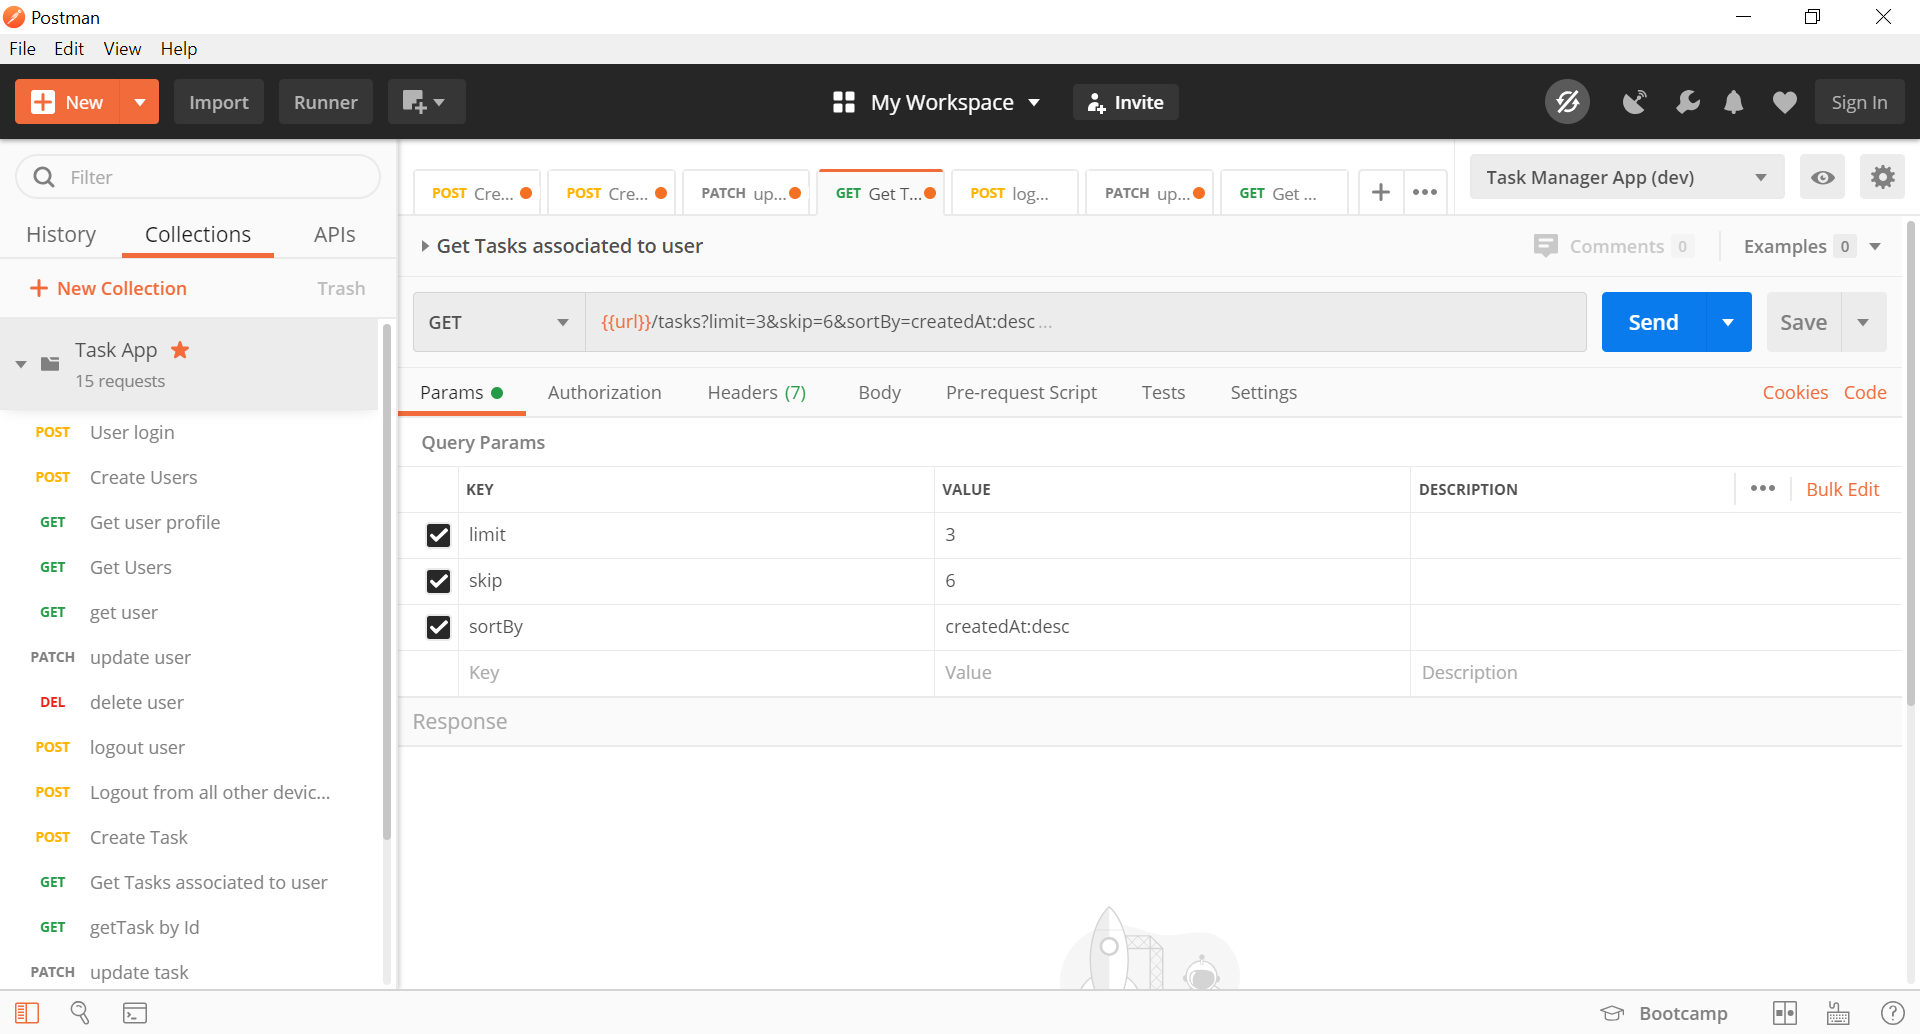 Postman
File Edit View Help
New Import Runner My Workspace Invite Sign In
Filter
History Collections APIs
New Collection Trash
Task App
15 requests
POST User login
POST Create Users
GET Get user profile
GET Get Users
GET get user
PATCH update user
DEL delete user
POST logout user
POST Logout from all other devic...
POST Create Task
GET Get Tasks associated to user
GET getTask by Id
PATCH update task
POST Cre... POST Cre... PATCH up... GET Get T... POST log... PATCH up... GET Get ...
Task Manager App (dev)
Get Tasks associated to user Comments 0 Examples 0
GET {{url}}/tasks?limit=3&skip=6&sortBy=createdAt:desc ... Send Save
Params Authorization Headers (7) Body Pre-request Script Tests Settings Cookies Code
Query Params
KEY VALUE DESCRIPTION Bulk Edit
limit 3
skip 6
sortBy createdAt:desc
Key Value Description
Response
Bootcamp